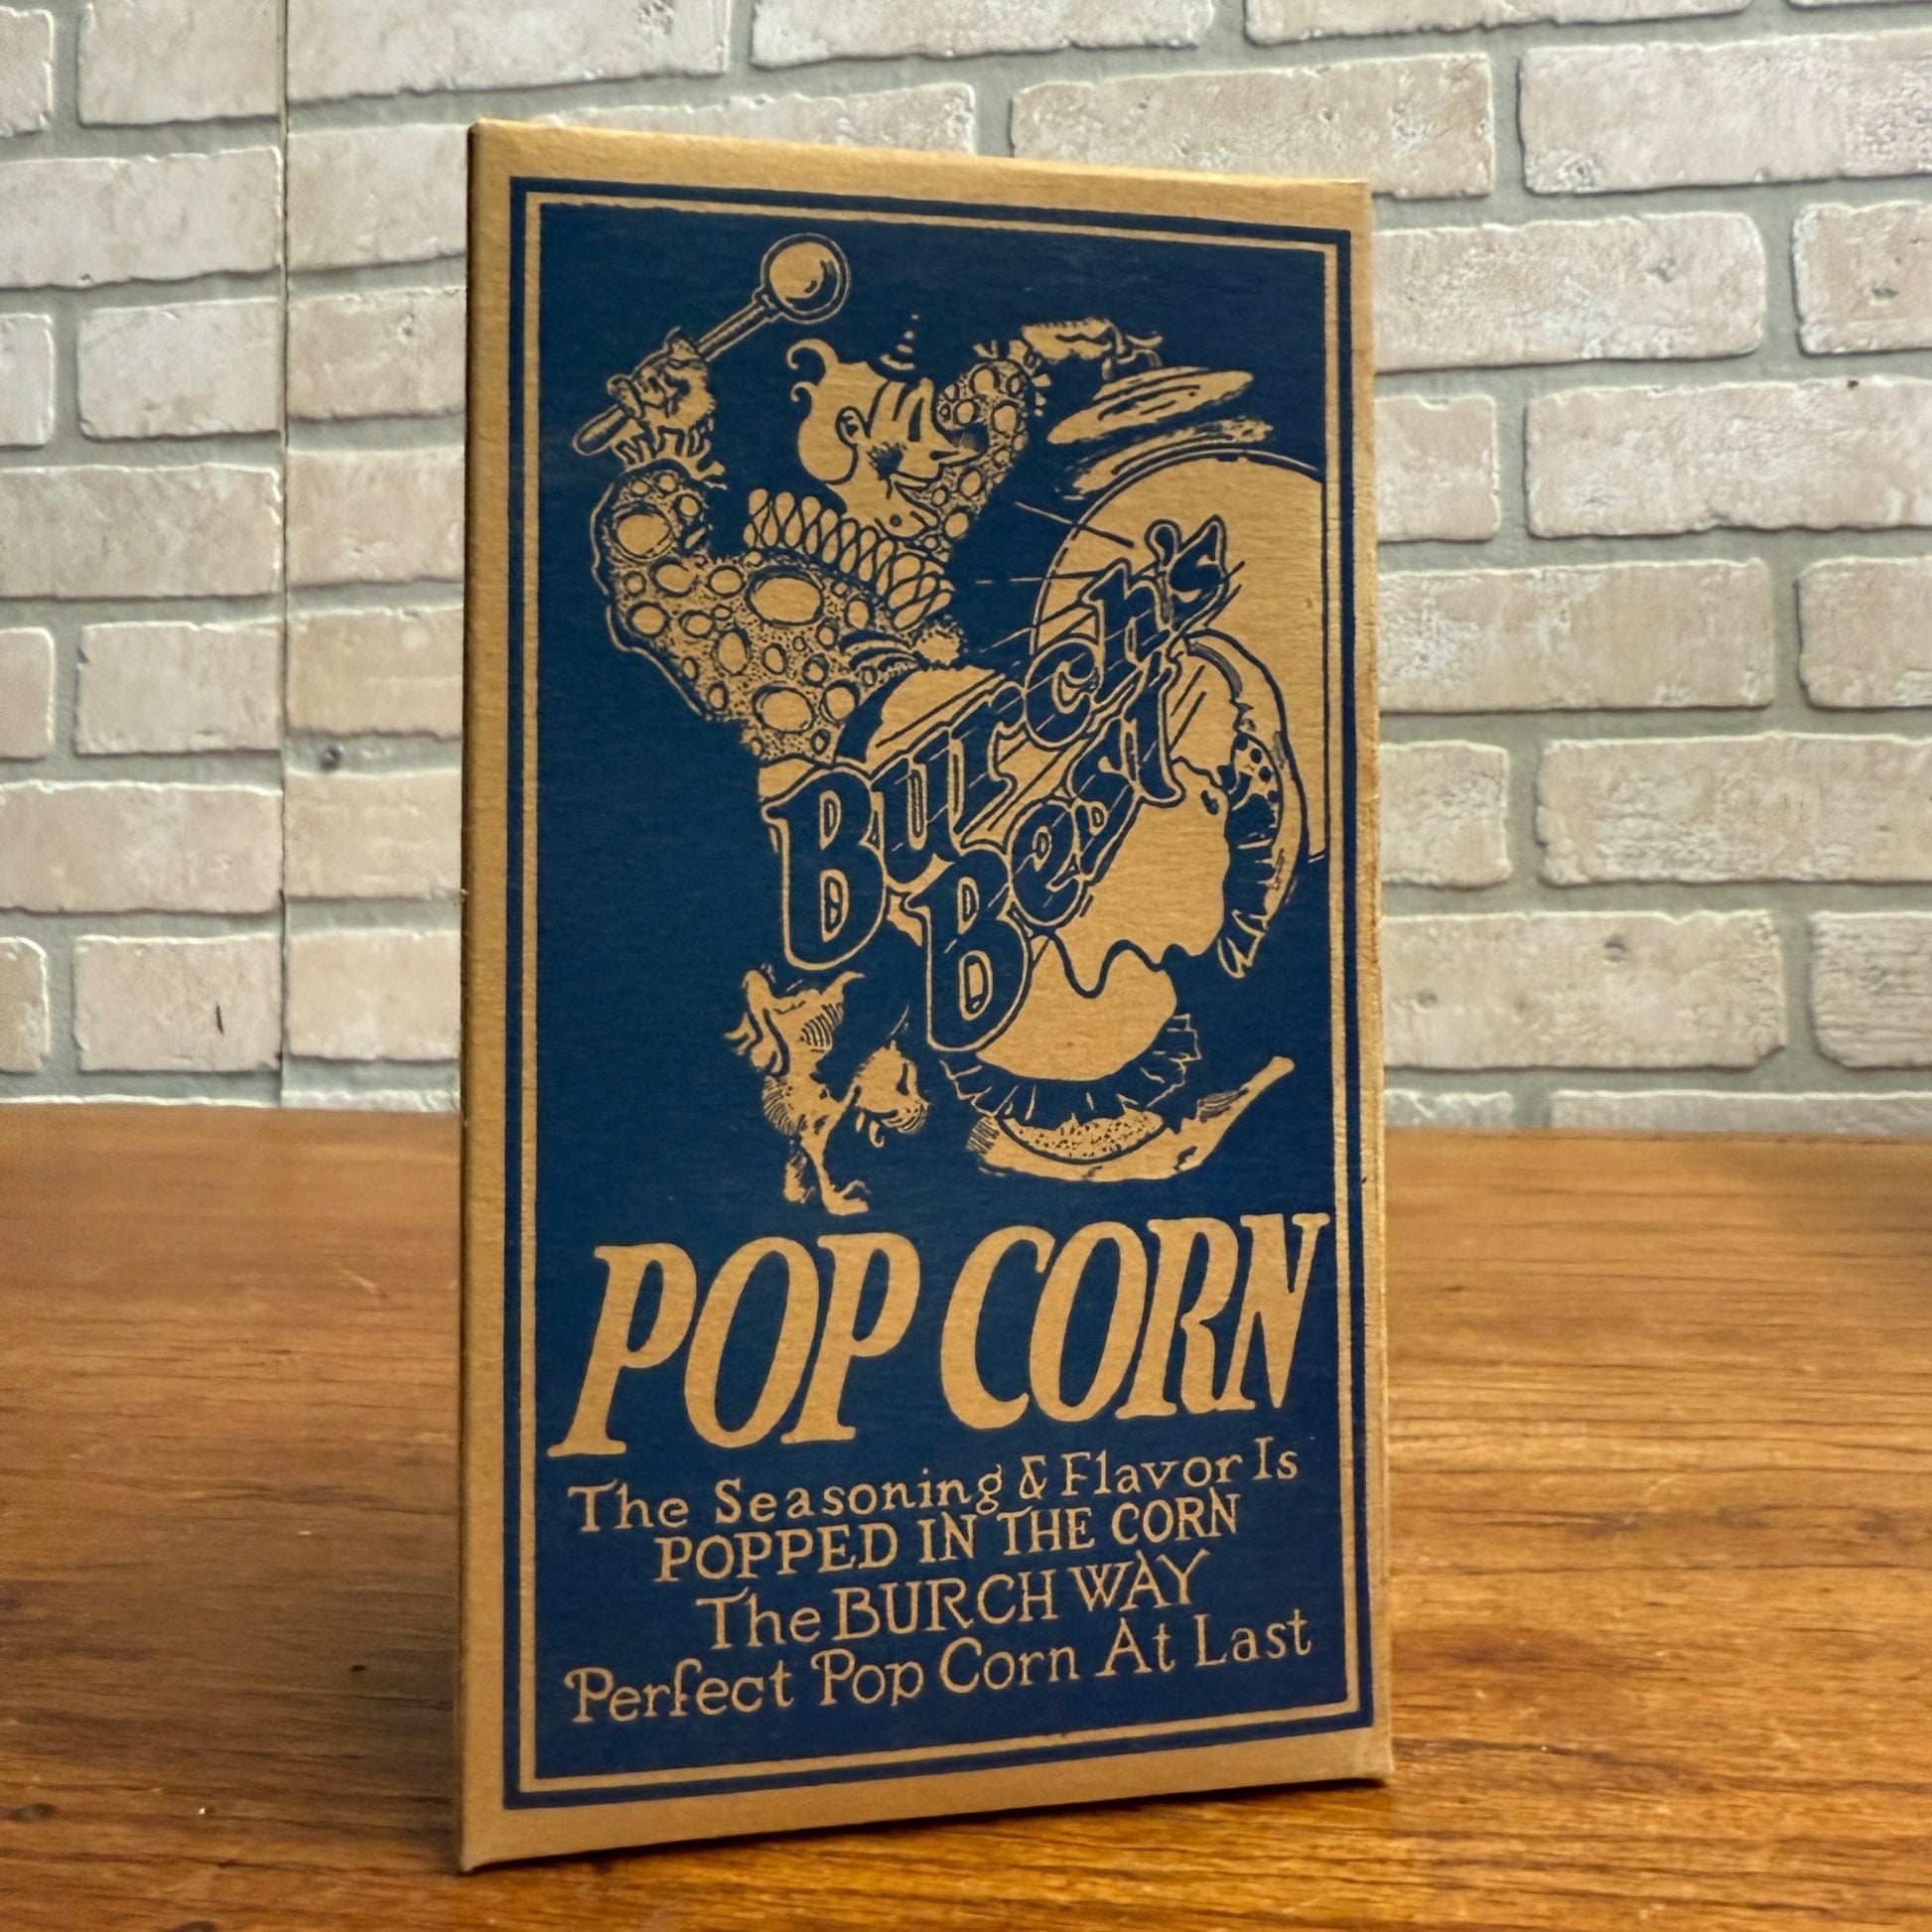 Burch's
Beat
POP CORN
The Seasoning & Flavor Is
POPPED IN THE CORN
The BURCH WAY
Perfect Pop Corn At Last